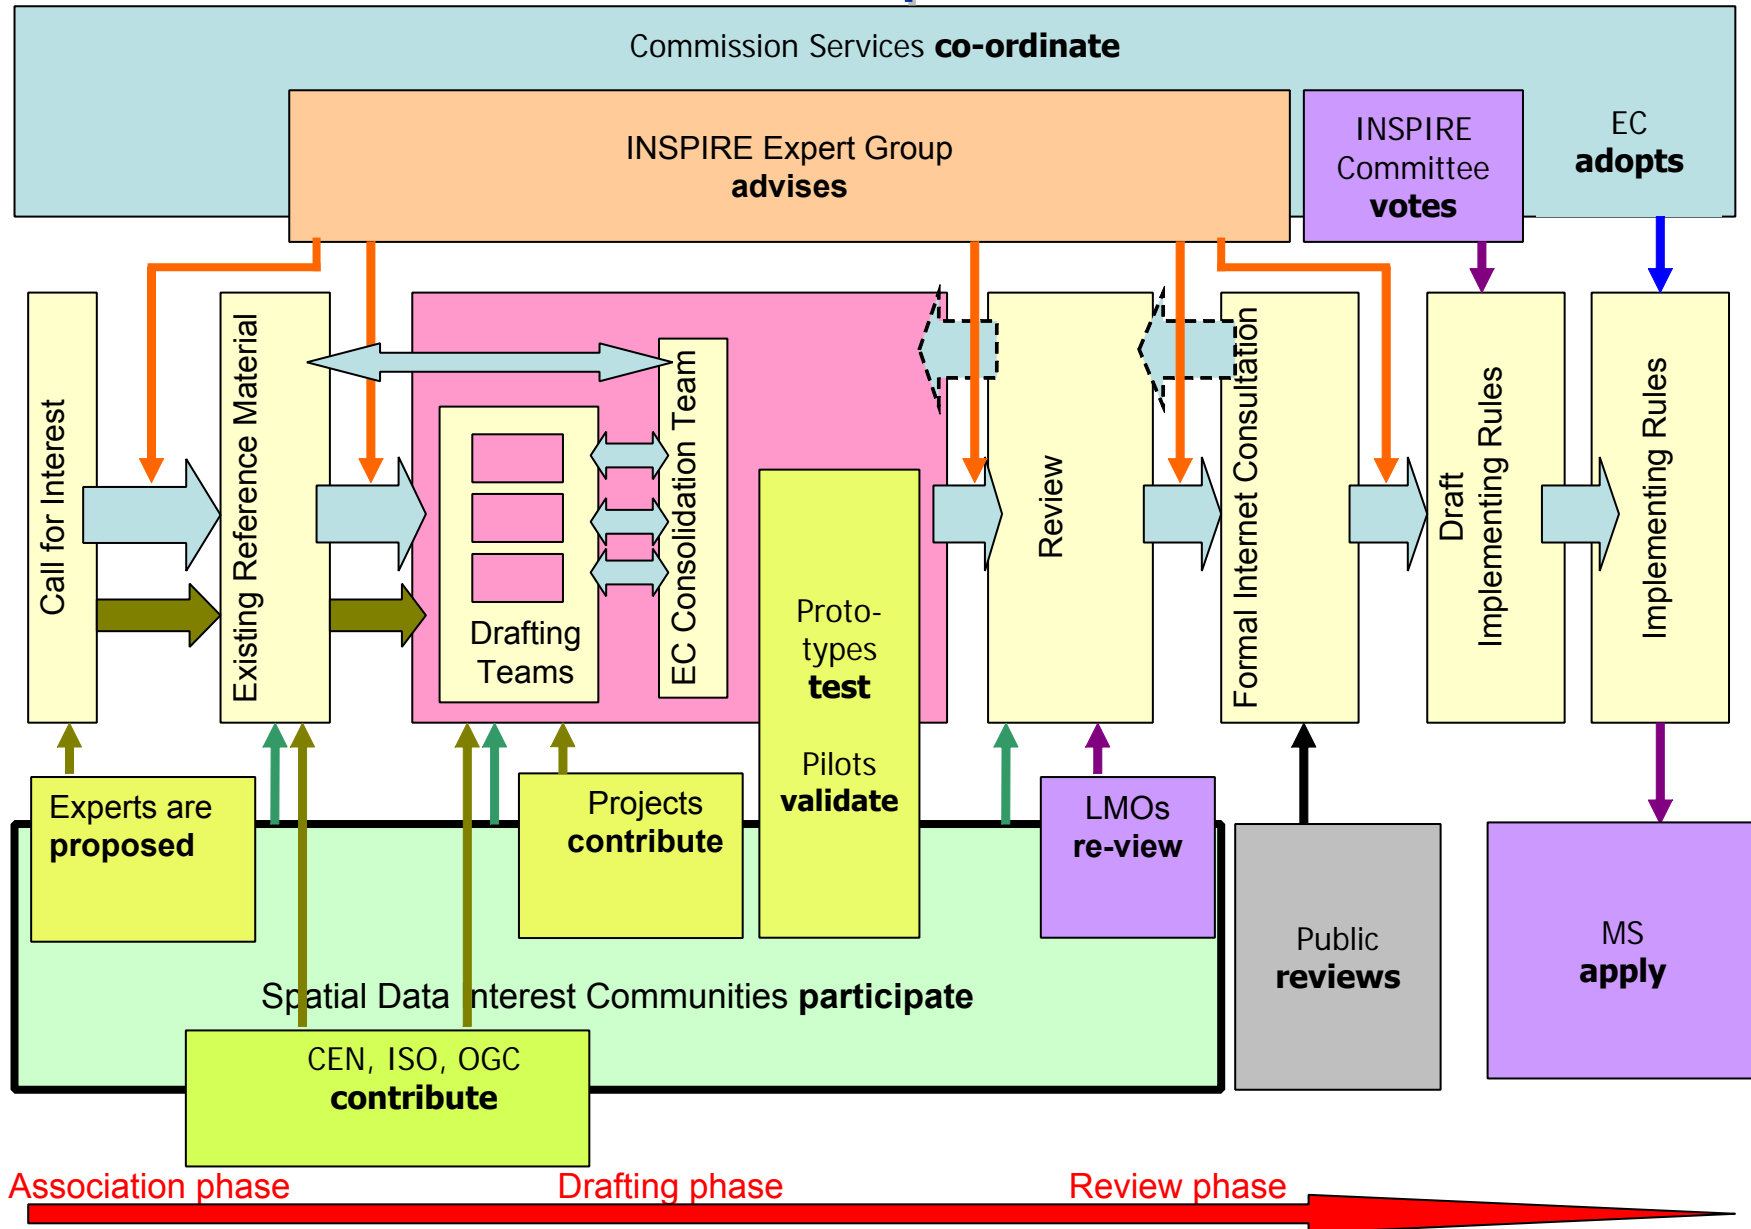 Commission Services co-ordinate
INSPIRE Expert Group
advises
INSPIRE
Committee
votes
EC
adopts
Call for Interest
Existing Reference Material
Drafting
Teams
EC Consolidation Team
Proto-
types
test
Pilots
validate
Review
Formal Internet Consultation
Draft
Implementing Rules
Implementing Rules
Experts are
proposed
Projects
contribute
LMOs
re-view
Public
reviews
MS
apply
Spatial Data Interest Communities participate
CEN, ISO, OGC
contribute
Association phase
Drafting phase
Review phase